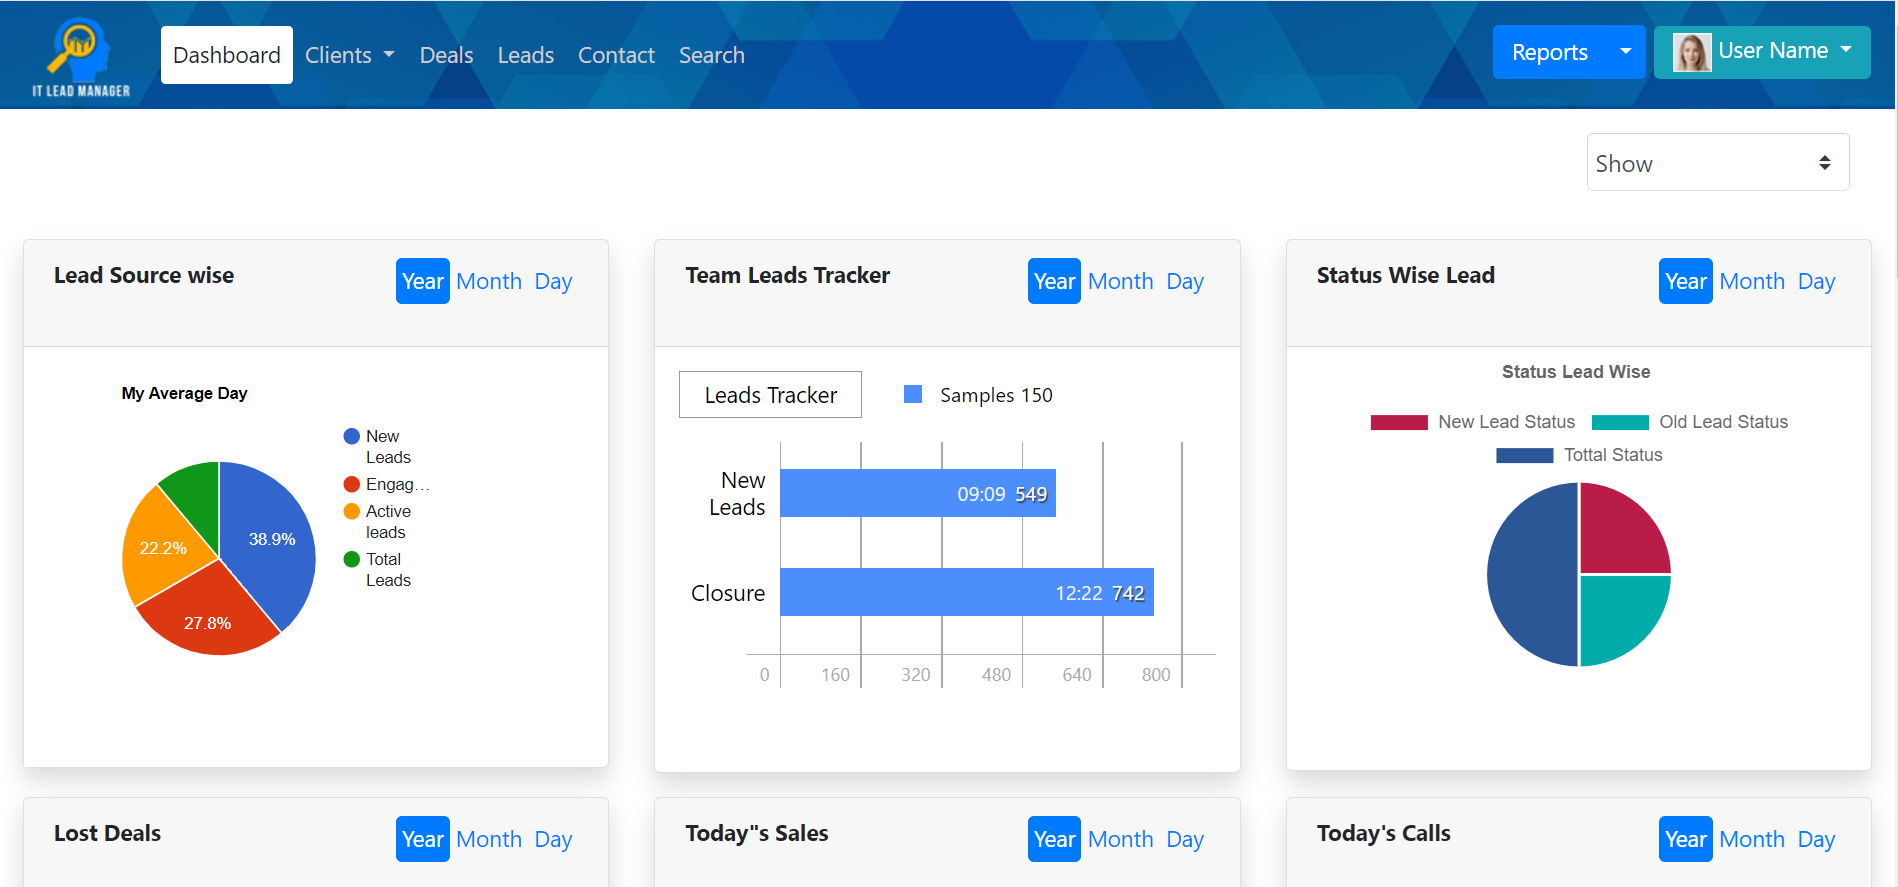 IT LEAD MANAGER
Dashboard Clients Deals Leads Contact Search
Reports
User Name
Show
Lead Source wise
Year Month Day
My Average Day
New
Leads
Engag...
Active
leads
Total
Leads
38.9%
22.2%
27.8%
Team Leads Tracker
Year Month Day
Leads Tracker
Samples 150
New
Leads
09:09 549
Closure
12:22 742
0 160 320 480 640 800
Status Wise Lead
Year Month Day
Status Lead Wise
New Lead Status Old Lead Status
Tottal Status
Lost Deals
Year Month Day
Today"s Sales
Year Month Day
Today's Calls
Year Month Day